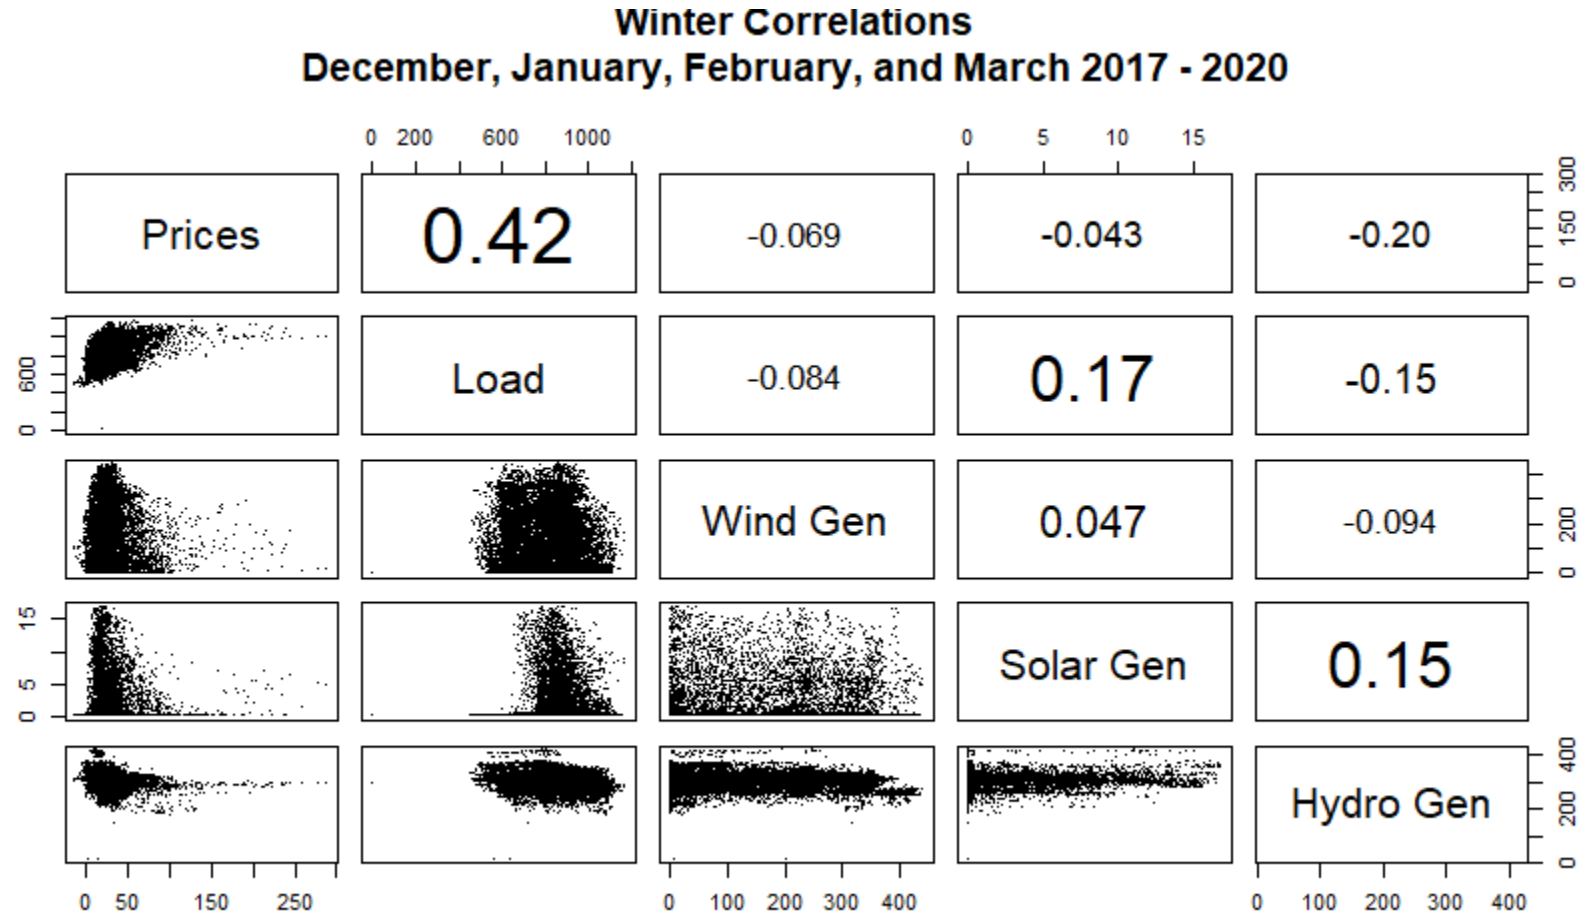 Winter Correlations
December, January, February, and March 2017 - 2020
0 200 600 1000 0 5 10 15
Prices 0.42 -0.069 -0.043 -0.20 0 150 300
0 600 Load -0.084 0.17 -0.15
Wind Gen 0.047 -0.094 0 200
0 5 15 Solar Gen 0.15
Hydro Gen 0 200 400
0 50 150 250 0 100 200 300 400 0 100 200 300 400